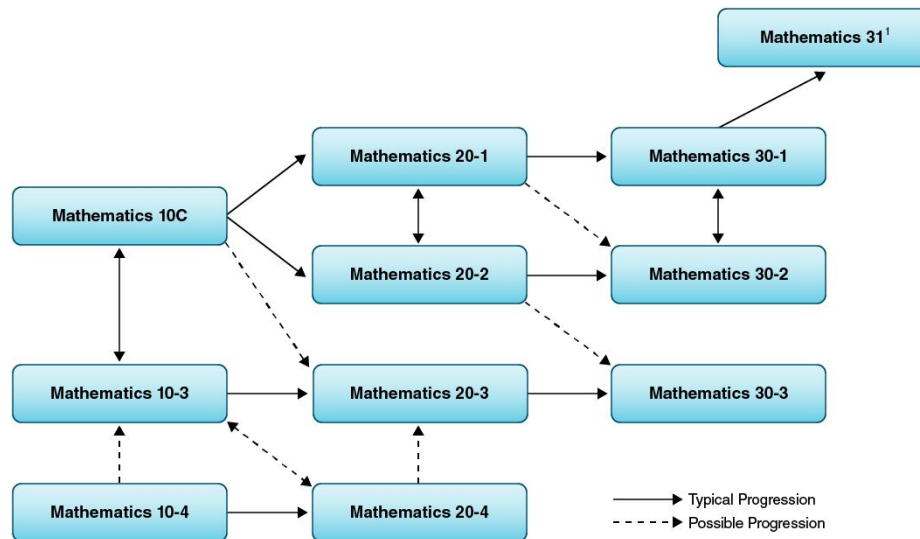 Mathematics 31¹
Mathematics 20-1
Mathematics 30-1
Mathematics 10C
Mathematics 20-2
Mathematics 30-2
Mathematics 10-3
Mathematics 20-3
Mathematics 30-3
Mathematics 10-4
Mathematics 20-4
Typical Progression
Possible Progression